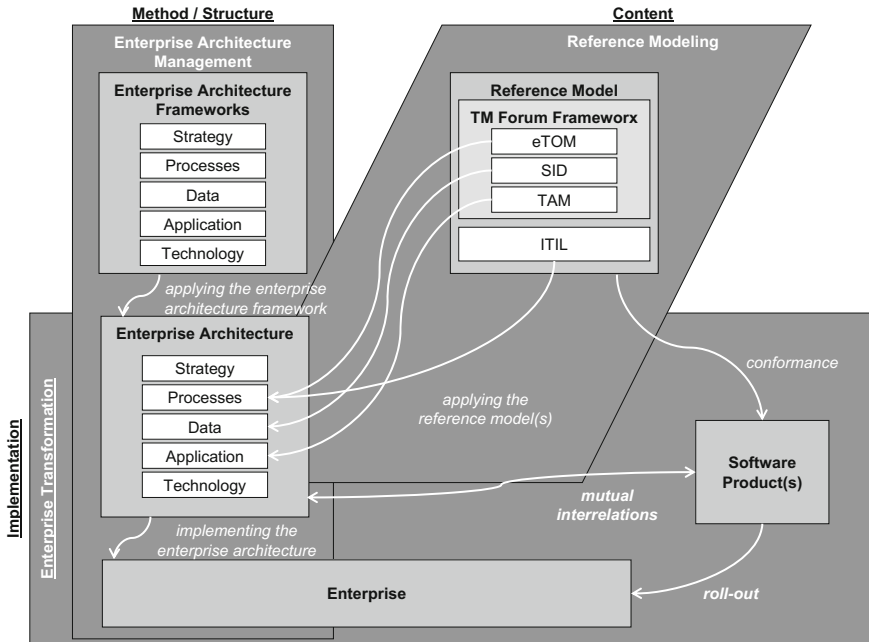 Method / Structure
Content
Enterprise Architecture
Management
Reference Modeling
Enterprise Architecture
Frameworks
Strategy
Processes
Data
Application
Technology
Reference Model
TM Forum Frameworx
eTOM
SID
TAM
ITIL
applying the enterprise
architecture framework
Enterprise Architecture
Strategy
Processes
Data
Application
Technology
applying the
reference model(s)
conformance
Software
Product(s)
mutual
interrelations
implementing the
enterprise architecture
Enterprise
roll-out
Implementation
Enterprise Transformation